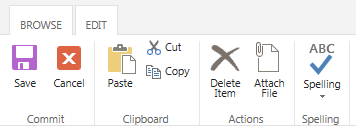 BROWSE EDIT
Save Cancel Paste Cut Copy Delete Item Attach File ABC Spelling
Commit Clipboard Actions Spelling